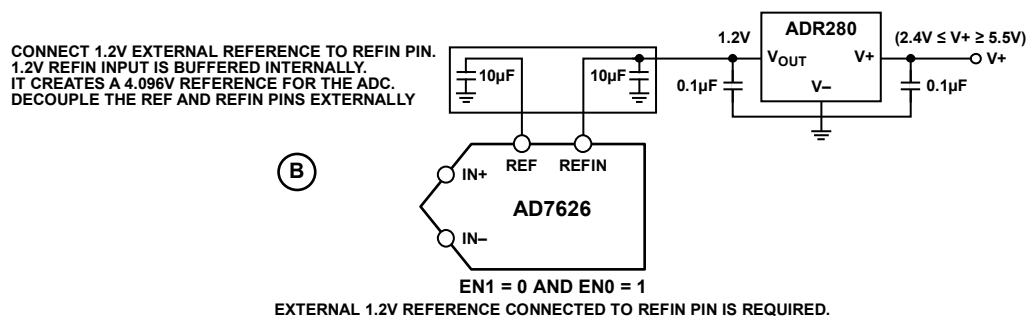 CONNECT 1.2V EXTERNAL REFERENCE TO REFIN PIN.
1.2V REFIN INPUT IS BUFFERED INTERNALLY.
IT CREATES A 4.096V REFERENCE FOR THE ADC.
DECOUPLE THE REF AND REFIN PINS EXTERNALLY
10µF
10µF
1.2V
ADR280
(2.4V ≤ V+ ≥ 5.5V)
VOUT
V+
V+
0.1µF
V–
0.1µF
B
REF
REFIN
IN+
AD7626
IN–
EN1 = 0 AND EN0 = 1
EXTERNAL 1.2V REFERENCE CONNECTED TO REFIN PIN IS REQUIRED.